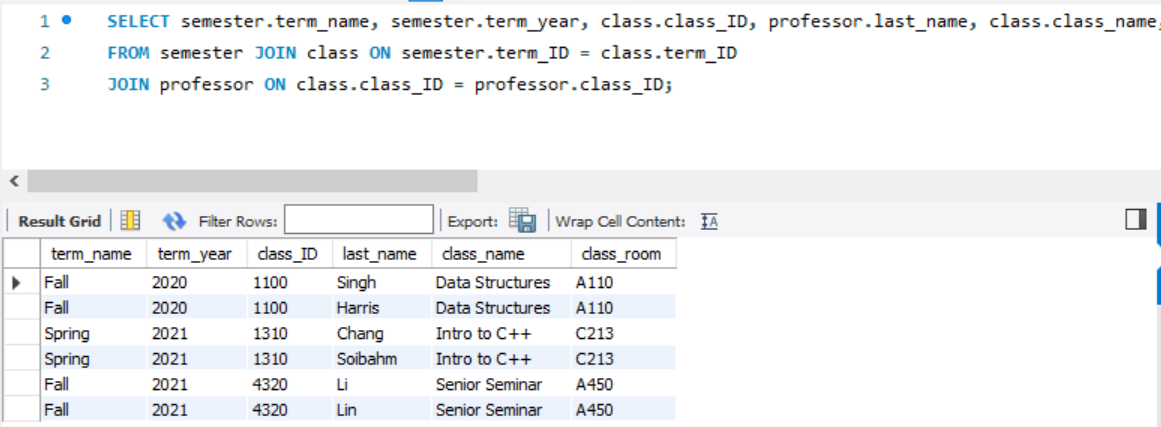 1 SELECT semester.term_name, semester.term_year, class.class_ID, professor.last_name, class.class_name,
2 FROM semester JOIN class ON semester.term_ID = class.term_ID
3 JOIN professor ON class.class_ID = professor.class_ID;
Result Grid Filter Rows: Export: Wrap Cell Content:
term_name term_year class_ID last_name class_name class_room
Fall 2020 1100 Singh Data Structures A110
Fall 2020 1100 Harris Data Structures A110
Spring 2021 1310 Chang Intro to C++ C213
Spring 2021 1310 Soibahm Intro to C++ C213
Fall 2021 4320 Li Senior Seminar A450
Fall 2021 4320 Lin Senior Seminar A450